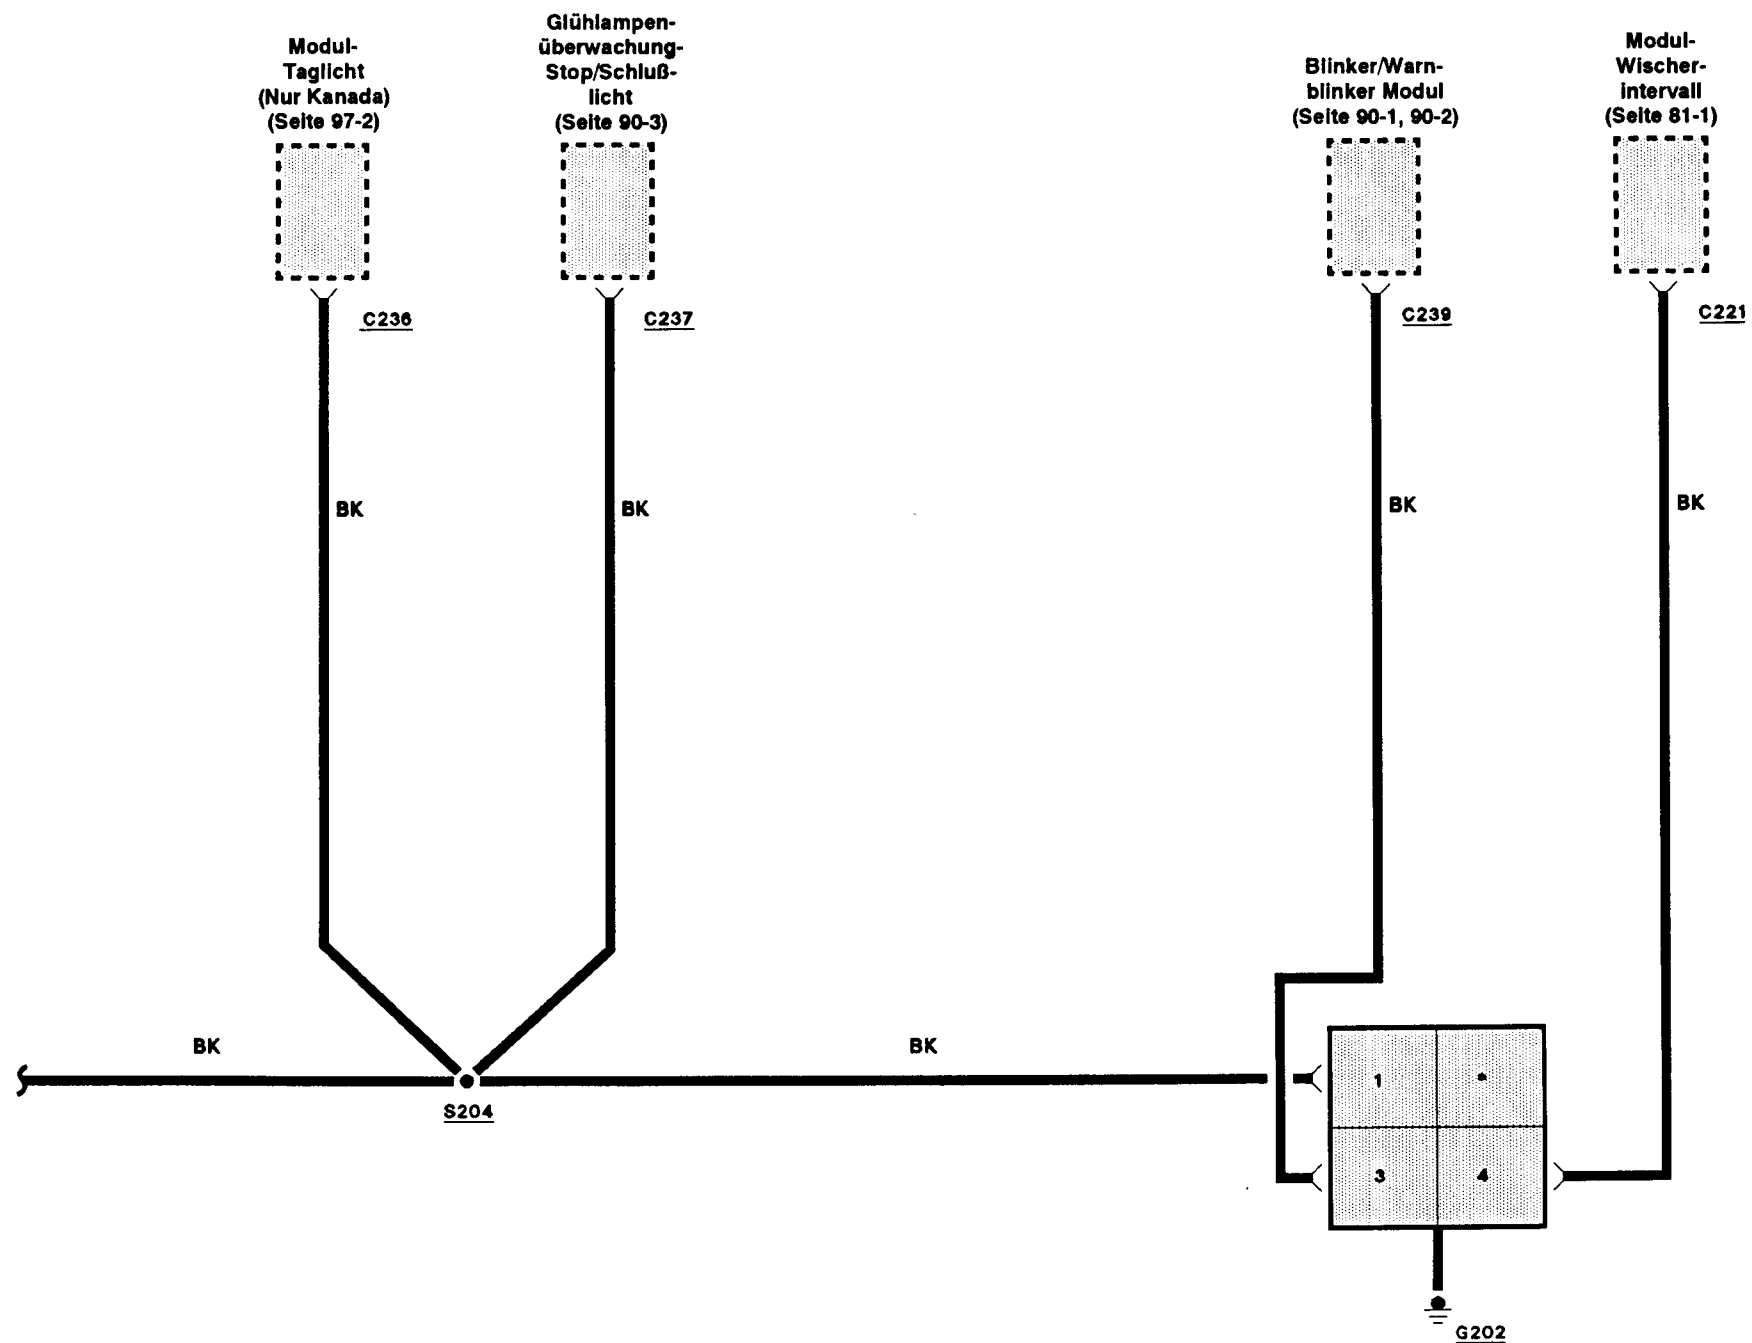 Modul-
Taglicht
(Nur Kanada)
(Seite 97-2)
Glühlampen-
überwachung-
Stop/Schluß-
licht
(Seite 90-3)
Blinker/Warn-
blinker Modul
(Seite 90-1, 90-2)
Modul-
Wischer-
intervall
(Seite 81-1)
C236
C237
C239
C221
BK
BK
BK
BK
BK
BK
S204
1
*
3
4
G202